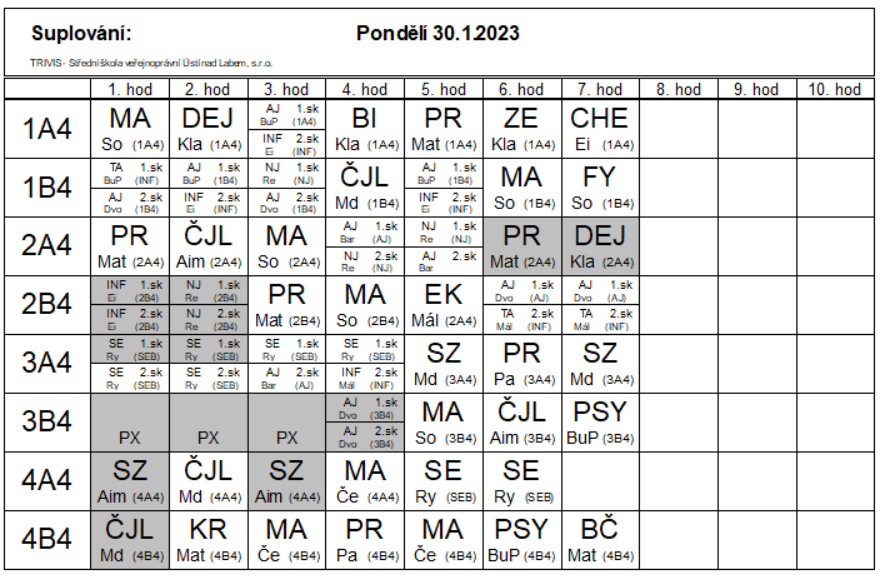 Suplování: Pondělí 30.1.2023
TRIVIS - Střední škola veřejnoprávní Ústí nad Labem, s.r.o.
1. hod 2. hod 3. hod 4. hod 5. hod 6. hod 7. hod 8. hod 9. hod 10. hod
1A4
MA DEJ AJ 1.sk BI PR ZE CHE
BuP (1A4)
INF 2.sk
So (1A4) Kla (1A4) Ei (INF) Kla (1A4) Mat (1A4) Kla (1A4) Ei (1A4)
1B4
TA 1.sk AJ 1.sk NJ 1.sk ČJL AJ 1.sk MA FY
BuP (INF) BuP (1B4) Re (NJ) BuP (1B4)
AJ 2.sk INF 2.sk AJ 2.sk INF 2.sk
Dvo (1B4) Ei (INF) Dvo (1B4) Md (1B4) Ei (INF) So (1B4) So (1B4)
2A4
PR ČJL MA AJ 1.sk NJ 1.sk PR DEJ
Bar (AJ) Re (NJ)
NJ 2.sk AJ 2.sk
Mat (2A4) Aim (2A4) So (2A4) Re (NJ) Bar Mat (2A4) Kla (2A4)
2B4
INF 1.sk NJ 1.sk PR MA EK AJ 1.sk AJ 1.sk
Ei (2B4) Re (2B4) Dvo (AJ) Dvo (AJ)
INF 2.sk NJ 2.sk TA 2.sk TA 2.sk
Ei (2B4) Re (2B4) Mat (2B4) So (2B4) Mál (2A4) Mál (INF) Mál (INF)
3A4
SE 1.sk SE 1.sk SE 1.sk SE 1.sk SZ PR SZ
Ry (SEB) Ry (SEB) Ry (SEB) Ry (SEB)
SE 2.sk SE 2.sk AJ 2.sk INF 2.sk
Ry (SEB) Ry (SEB) Bar (AJ) Mál (INF) Md (3A4) Pa (3A4) Md (3A4)
3B4
AJ 1.sk MA ČJL PSY
Dvo (3B4)
AJ 2.sk
PX PX PX Dvo (3B4) So (3B4) Aim (3B4) BuP (3B4)
4A4
SZ ČJL SZ MA SE SE
Aim (4A4) Md (4A4) Aim (4A4) Če (4A4) Ry (SEB) Ry (SEB)
4B4
ČJL KR MA PR MA PSY BČ
Md (4B4) Mat (4B4) Če (4B4) Pa (4B4) Če (4B4) BuP (4B4) Mat (4B4)